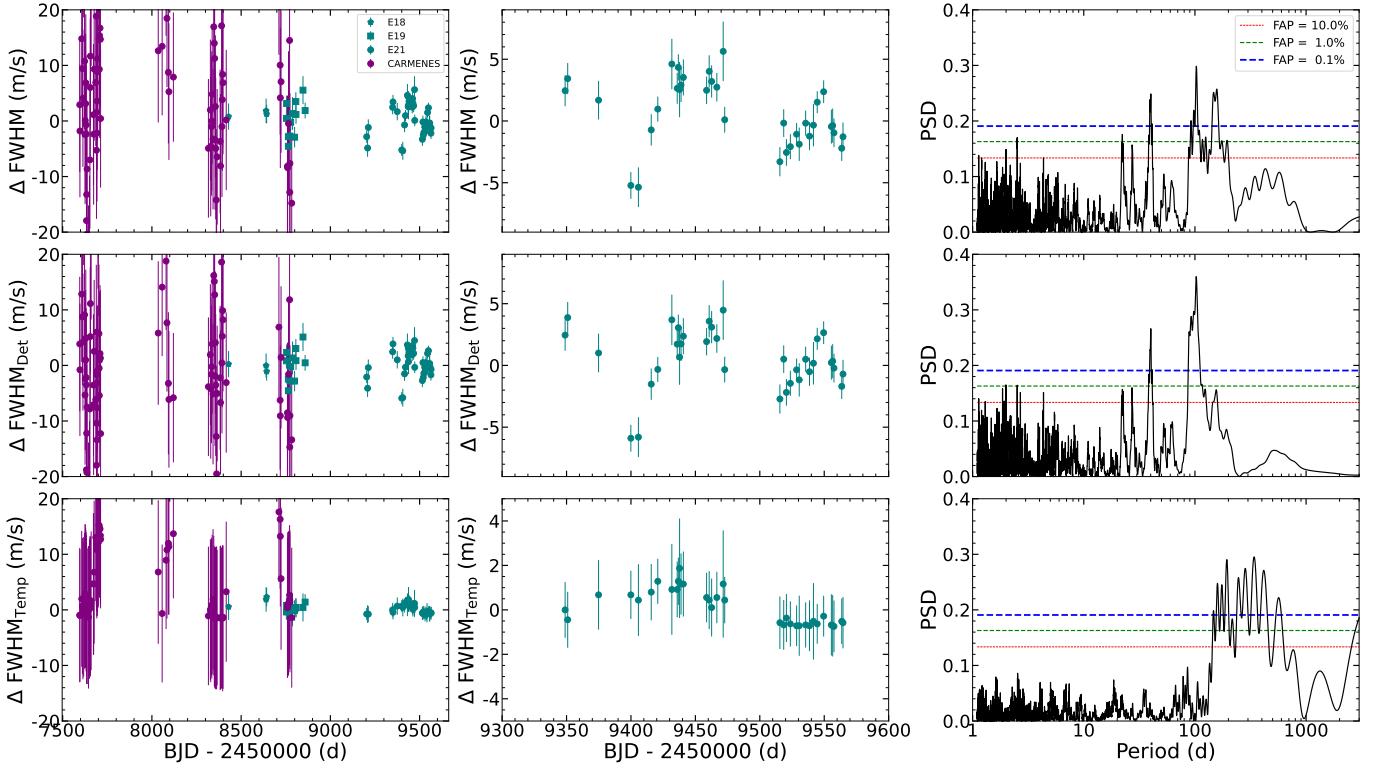 20
10
0
-10
-20
Δ FWHM (m/s)
E18
E19
E21
CARMENES
5
0
-5
Δ FWHM (m/s)
0.4
0.3
0.2
0.1
0.0
PSD
FAP = 10.0%
FAP = 1.0%
FAP = 0.1%
20
10
0
-10
-20
Δ FWHM_Det (m/s)
5
0
-5
Δ FWHM_Det (m/s)
0.4
0.3
0.2
0.1
0.0
PSD
20
10
0
-10
-20
Δ FWHM_Temp (m/s)
7500 8000 8500 9000 9500
BJD - 2450000 (d)
4
2
0
-2
-4
Δ FWHM_Temp (m/s)
9300 9350 9400 9450 9500 9550 9600
BJD - 2450000 (d)
0.4
0.3
0.2
0.1
0.0
PSD
1 10 100 1000
Period (d)